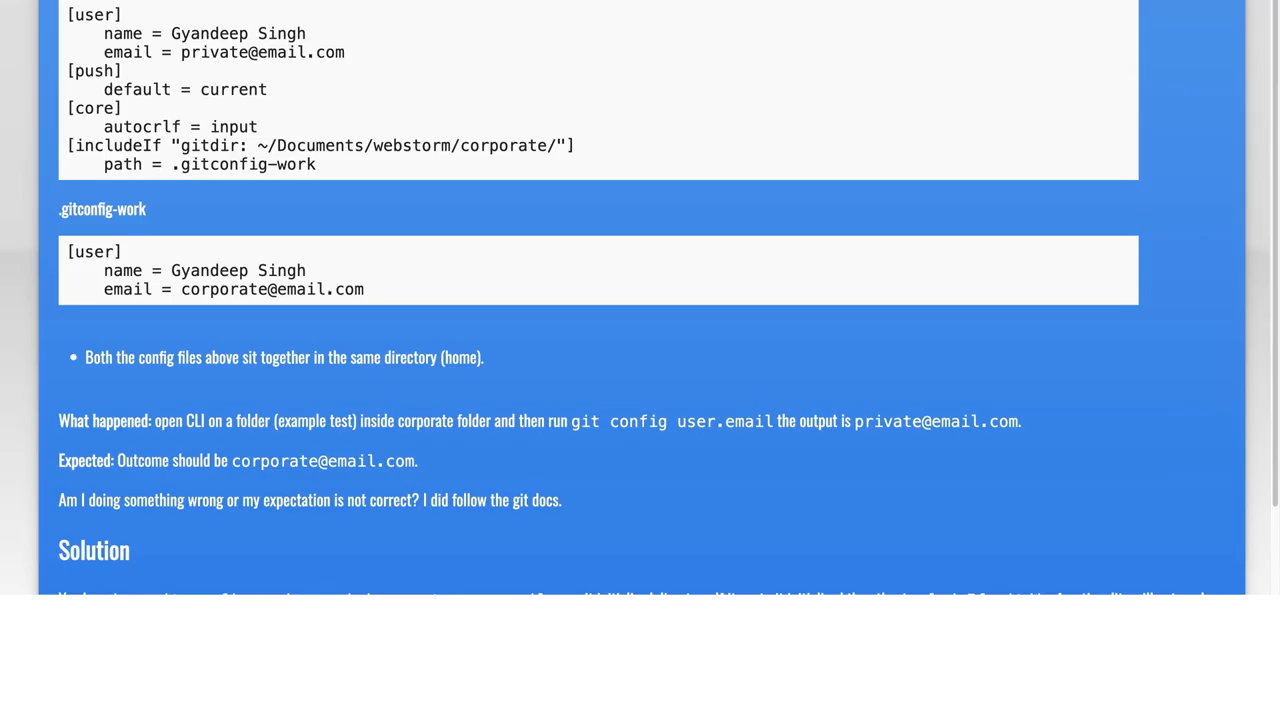 [user]
name = Gyandeep Singh
email = private@email.com
[push]
default = current
[core]
autocrlf = input
[includeIf "gitdir: ~/Documents/webstorm/corporate/"]
path = .gitconfig-work
.gitconfig-work
[user]
name = Gyandeep Singh
email = corporate@email.com
• Both the config files above sit together in the same directory (home).
What happened: open CLI on a folder (example test) inside corporate folder and then run git config user.email the output is private@email.com.
Expected: Outcome should be corporate@email.com.
Am I doing something wrong or my expectation is not correct? I did follow the git docs.
Solution